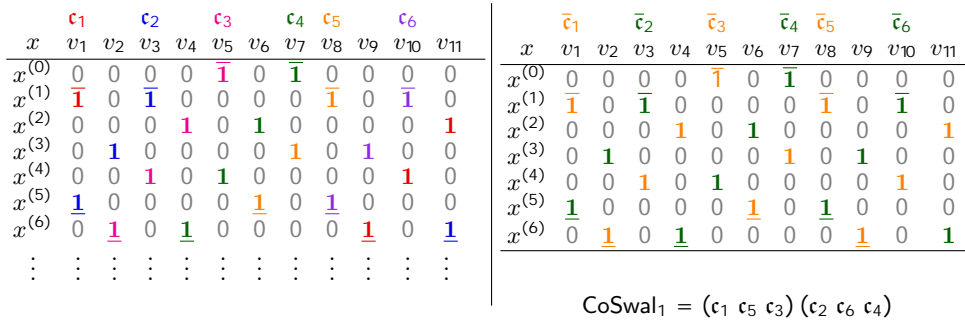 𝔠₁ 𝔠₂ 𝔠₃ 𝔠₄ 𝔠₅ 𝔠₆
x v₁ v₂ v₃ v₄ v₅ v₆ v₇ v₈ v₉ v₁₀ v₁₁
x⁽⁰⁾ 0 0 0 0 1̅ 0 1̅ 0 0 0 0
x⁽¹⁾ 1̅ 0 1̅ 0 0 0 0 1̅ 0 1̅ 0
x⁽²⁾ 0 0 0 1 0 1 0 0 0 0 1
x⁽³⁾ 0 1 0 0 0 0 1 0 1 0 0
x⁽⁴⁾ 0 0 1 0 1 0 0 0 0 1 0
x⁽⁵⁾ 1̲ 0 0 0 0 1̲ 0 1̲ 0 0 0
x⁽⁶⁾ 0 1̲ 0 1̲ 0 0 0 0 1̲ 0 1̲
⋮ ⋮ ⋮ ⋮ ⋮ ⋮ ⋮ ⋮ ⋮ ⋮ ⋮ ⋮
𝔠̅₁ 𝔠̅₂ 𝔠̅₃ 𝔠̅₄ 𝔠̅₅ 𝔠̅₆
x v₁ v₂ v₃ v₄ v₅ v₆ v₇ v₈ v₉ v₁₀ v₁₁
x⁽⁰⁾ 0 0 0 0 1̅ 0 1̅ 0 0 0 0
x⁽¹⁾ 1̅ 0 1̅ 0 0 0 0 1̅ 0 1̅ 0
x⁽²⁾ 0 0 0 1 0 1 0 0 0 0 1
x⁽³⁾ 0 1 0 0 0 0 1 0 1 0 0
x⁽⁴⁾ 0 0 1 0 1 0 0 0 0 1 0
x⁽⁵⁾ 1̲ 0 0 0 0 1̲ 0 1̲ 0 0 0
x⁽⁶⁾ 0 1̲ 0 1̲ 0 0 0 0 1̲ 0 1
CoSwal₁ = (𝔠₁ 𝔠₅ 𝔠₃) (𝔠₂ 𝔠₆ 𝔠₄)